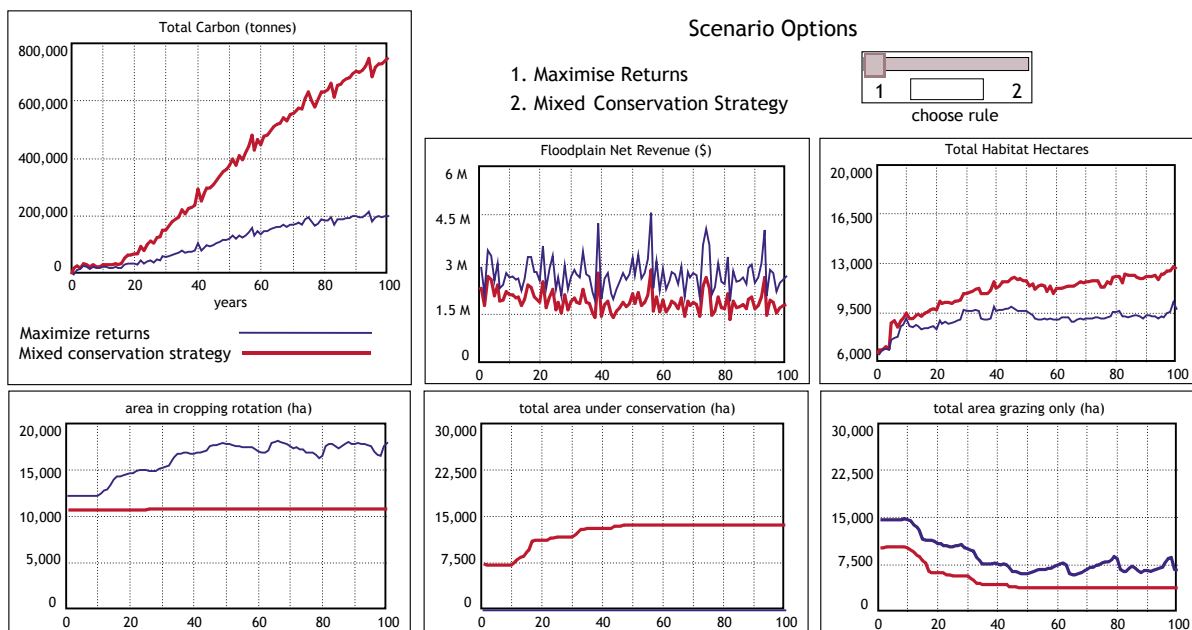 Total Carbon (tonnes)
800,000
600,000
400,000
200,000
0
0 20 40 60 80 100
years
Maximize returns
Mixed conservation strategy
Scenario Options
1. Maximise Returns
2. Mixed Conservation Strategy
1 2
choose rule
Floodplain Net Revenue ($)
6 M
4.5 M
3 M
1.5 M
0
0 20 40 60 80 100
Total Habitat Hectares
20,000
16,500
13,000
9,500
6,000
0 20 40 60 80 100
area in cropping rotation (ha)
20,000
15,000
10,000
5,000
0
0 20 40 60 80 100
total area under conservation (ha)
30,000
22,500
15,000
7,500
0
0 20 40 60 80 100
total area grazing only (ha)
30,000
22,500
15,000
7,500
0
0 20 40 60 80 100